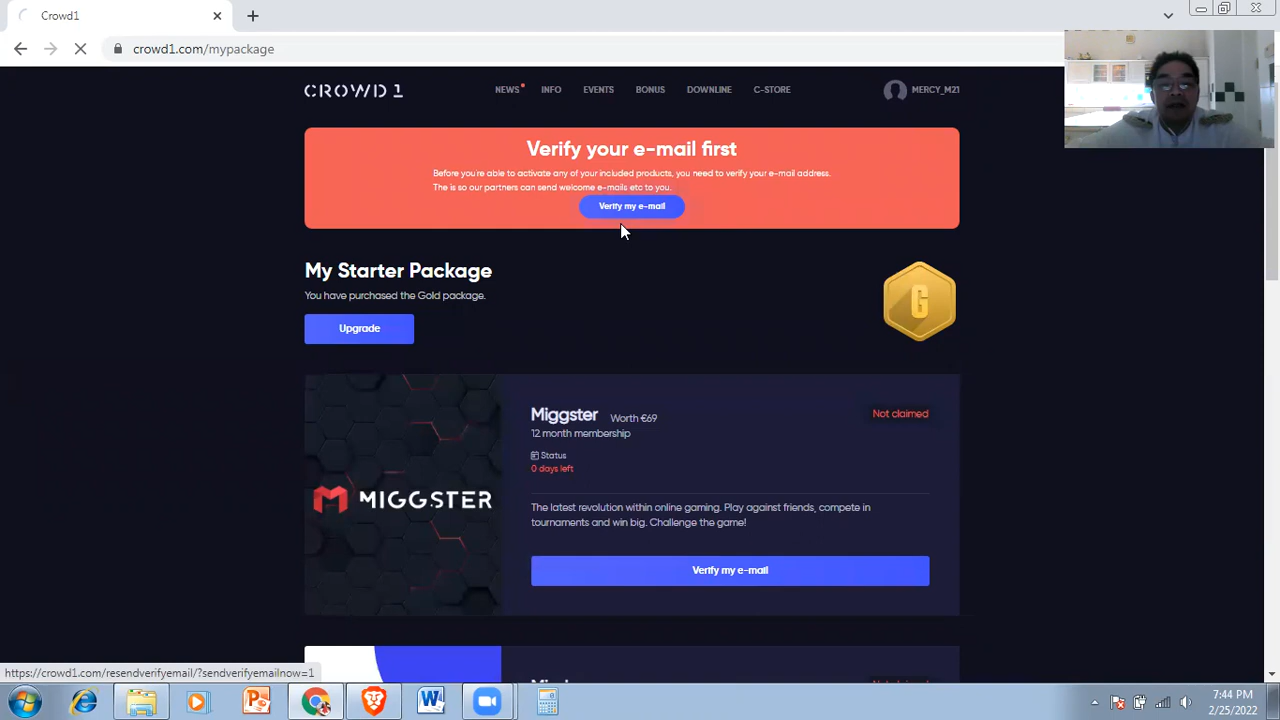 Crowd1
crowd1.com/mypackage
CROWD 1 NEWS INFO EVENTS BONUS DOWNLINE C-STORE MERCY_M21
Verify your e-mail first
Before you're able to activate any of your included products, you need to verify your e-mail address.
The is so our partners can send welcome e-mails etc to you.
Verify my e-mail
My Starter Package
You have purchased the Gold package.
G
Upgrade
Miggster Worth €69 Not claimed
12 month membership
Status
0 days left
MIGGSTER
The latest revolution within online gaming. Play against friends, compete in
tournaments and win big. Challenge the game!
Verify my e-mail
https://crowd1.com/resendverifyemail/?sendverifyemailnow=1
7:44 PM
2/25/2022